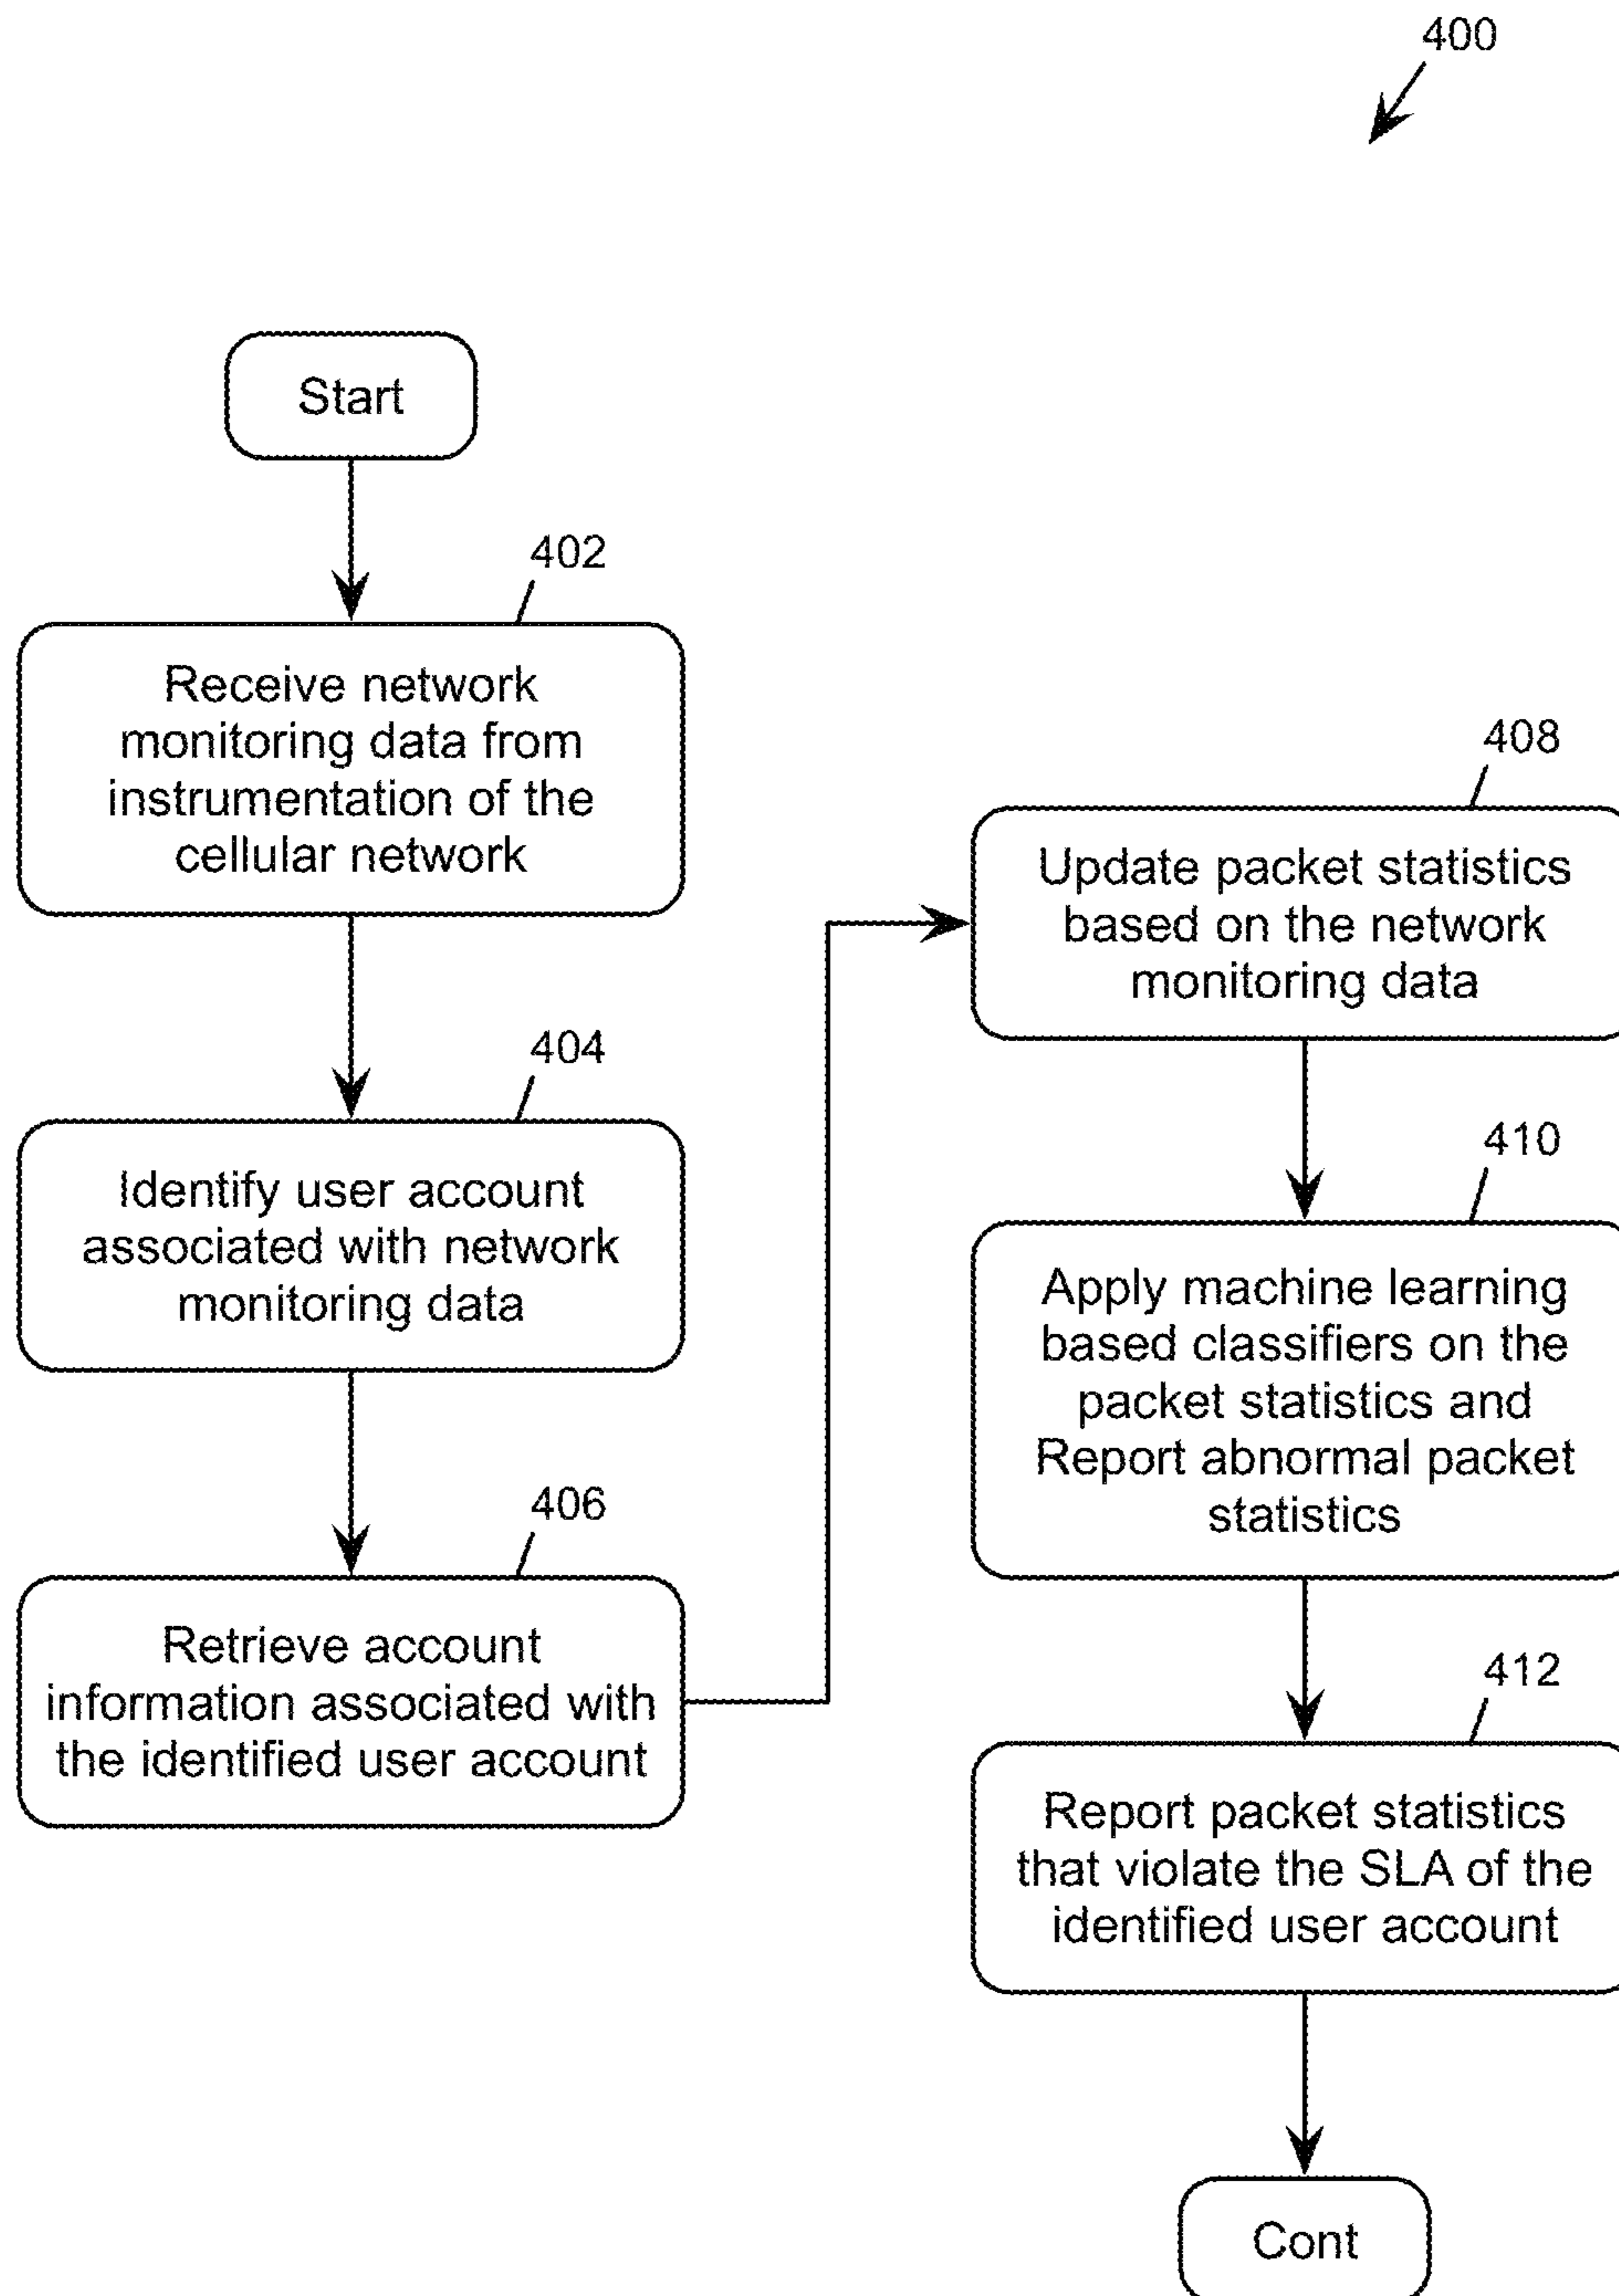 400
Start
402
Receive network
monitoring data from
instrumentation of the
cellular network
404
Identify user account
associated with network
monitoring data
406
Retrieve account
information associated with
the identified user account
408
Update packet statistics
based on the network
monitoring data
410
Apply machine learning
based classifiers on the
packet statistics and
Report abnormal packet
statistics
412
Report packet statistics
that violate the SLA of the
identified user account
Cont